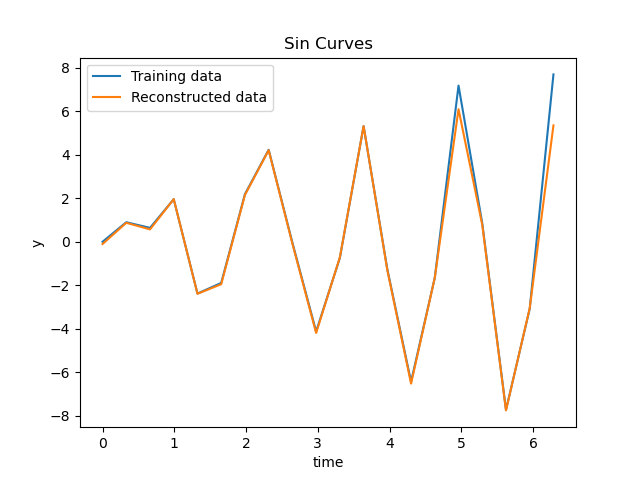 Sin Curves
Training data
Reconstructed data
8
6
4
2
0
−2
−4
−6
−8
y
0 1 2 3 4 5 6
time